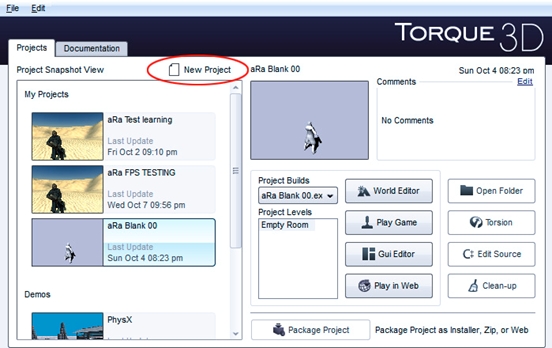 File Edit
TORQUE 3D
Projects Documentation
Project Snapshot View
New Project
My Projects
aRa Test learning
Last Update
Fri Oct 2 09:10 pm
aRa FPS TESTING
Last Update
Wed Oct 7 09:56 pm
aRa Blank 00
Last Update
Sun Oct 4 08:23 pm
Demos
PhysX
aRa Blank 00
Sun Oct 4 08:23 pm
Comments
Edit
No Comments
Project Builds
aRa Blank 00.ex
Project Levels
Empty Room
World Editor
Play Game
Gui Editor
Play in Web
Open Folder
Torsion
Edit Source
Clean-up
Package Project
Package Project as Installer, Zip, or Web